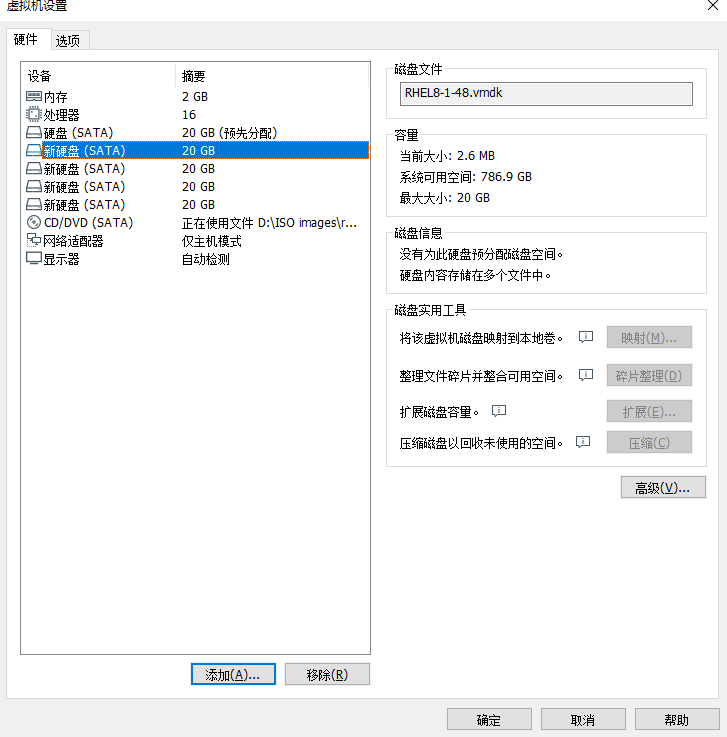 虚拟机设置
硬件 选项
设备 摘要
内存 2 GB
处理器 16
硬盘 (SATA) 20 GB (预先分配)
新硬盘 (SATA) 20 GB
新硬盘 (SATA) 20 GB
新硬盘 (SATA) 20 GB
新硬盘 (SATA) 20 GB
CD/DVD (SATA) 正在使用文件 D:\ISO images\r...
网络适配器 仅主机模式
显示器 自动检测
添加(A)... 移除(R)
磁盘文件
RHEL8-1-48.vmdk
容量
当前大小: 2.6 MB
系统可用空间: 786.9 GB
最大大小: 20 GB
磁盘信息
没有为此硬盘预分配磁盘空间。
硬盘内容存储在多个文件中。
磁盘实用工具
将该虚拟机磁盘映射到本地卷。 映射(M)...
整理文件碎片并整合可用空间。 碎片整理(D)
扩展磁盘容量。 扩展(E)...
压缩磁盘以回收未使用的空间。 压缩(C)
高级(V)...
确定 取消 帮助